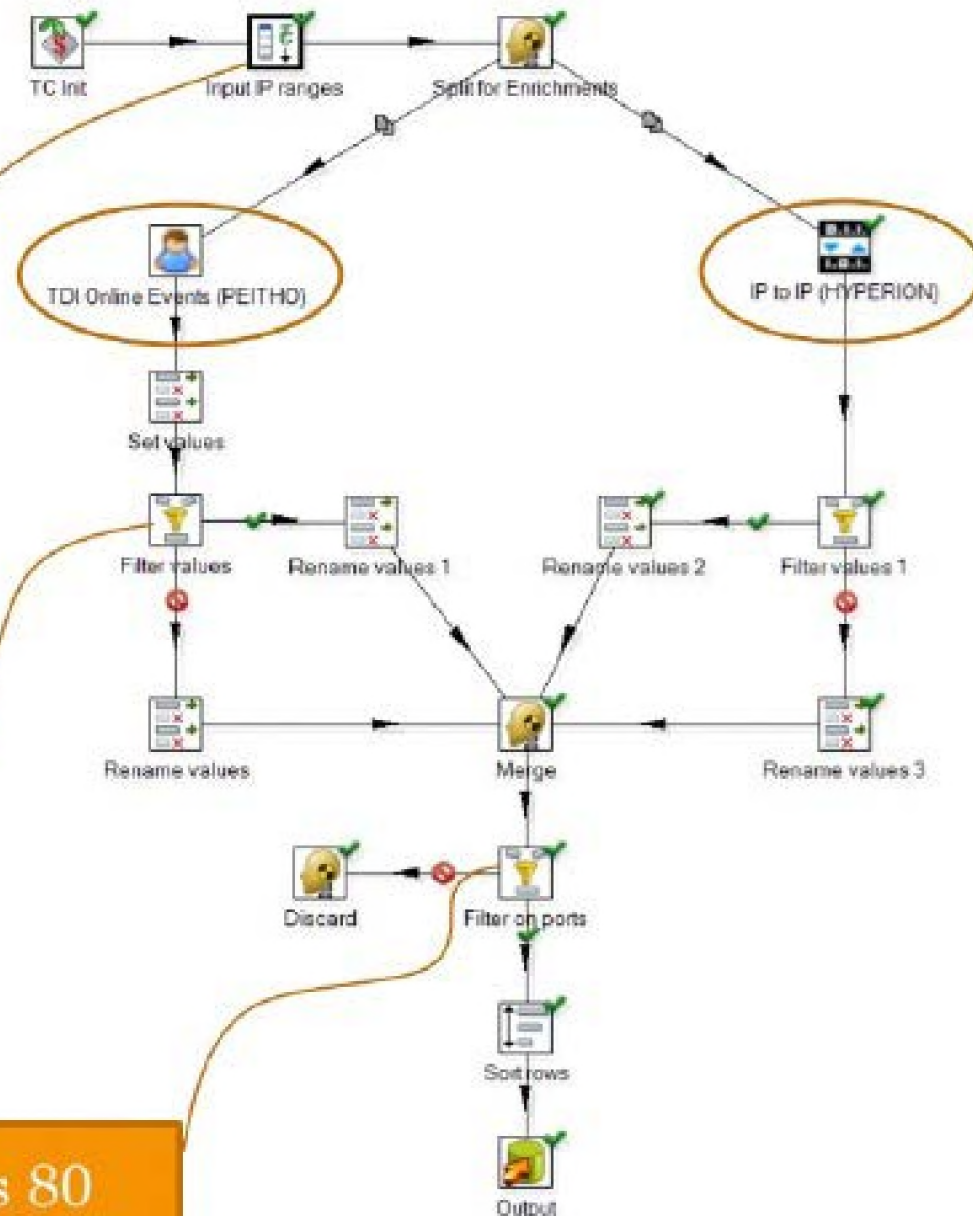 TC Init
Input IP ranges
Split for Enrichments
TDI Online Events (PEITHO)
IP to IP (HYPERION)
Set values
Filter values
Rename values 1
Rename values 2
Filter values 1
Rename values
Merge
Rename values 3
Discard
Filter on ports
Sort rows
s 80
Output